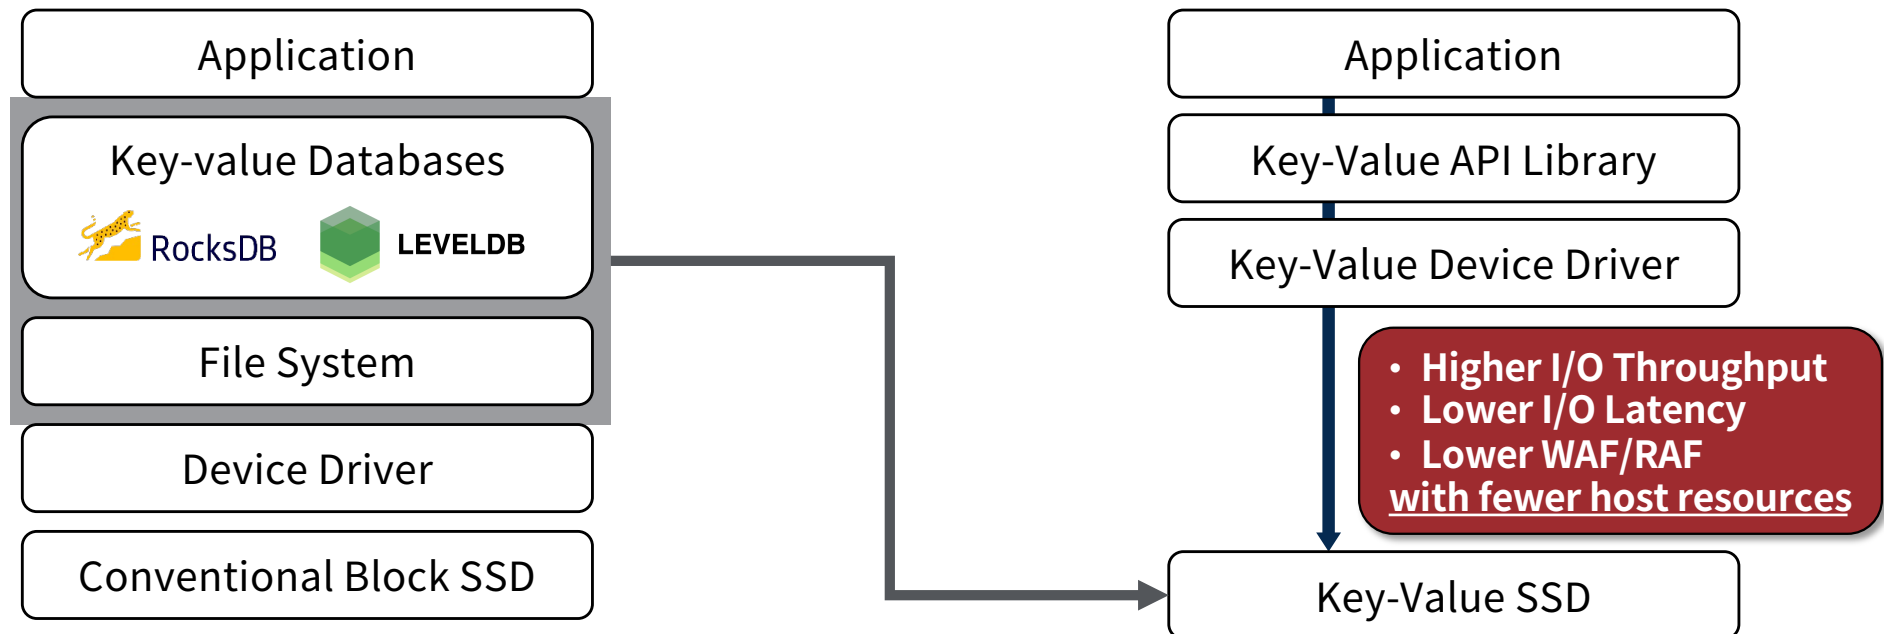 Application
Key-value Databases
RocksDB
LEVELDB
File System
Device Driver
Conventional Block SSD
Application
Key-Value API Library
Key-Value Device Driver
• Higher I/O Throughput
• Lower I/O Latency
• Lower WAF/RAF
with fewer host resources
Key-Value SSD